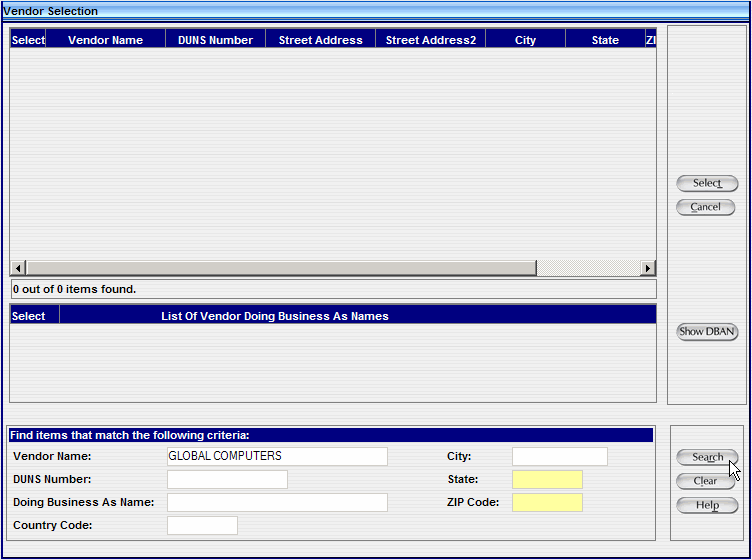 Vendor Selection
Select Vendor Name DUNS Number Street Address Street Address2 City State ZI
Select
Cancel
0 out of 0 items found.
Select List Of Vendor Doing Business As Names
Show DBAN
Find items that match the following criteria:
Vendor Name: GLOBAL COMPUTERS City:
DUNS Number: State:
Doing Business As Name: ZIP Code:
Country Code:
Search
Clear
Help